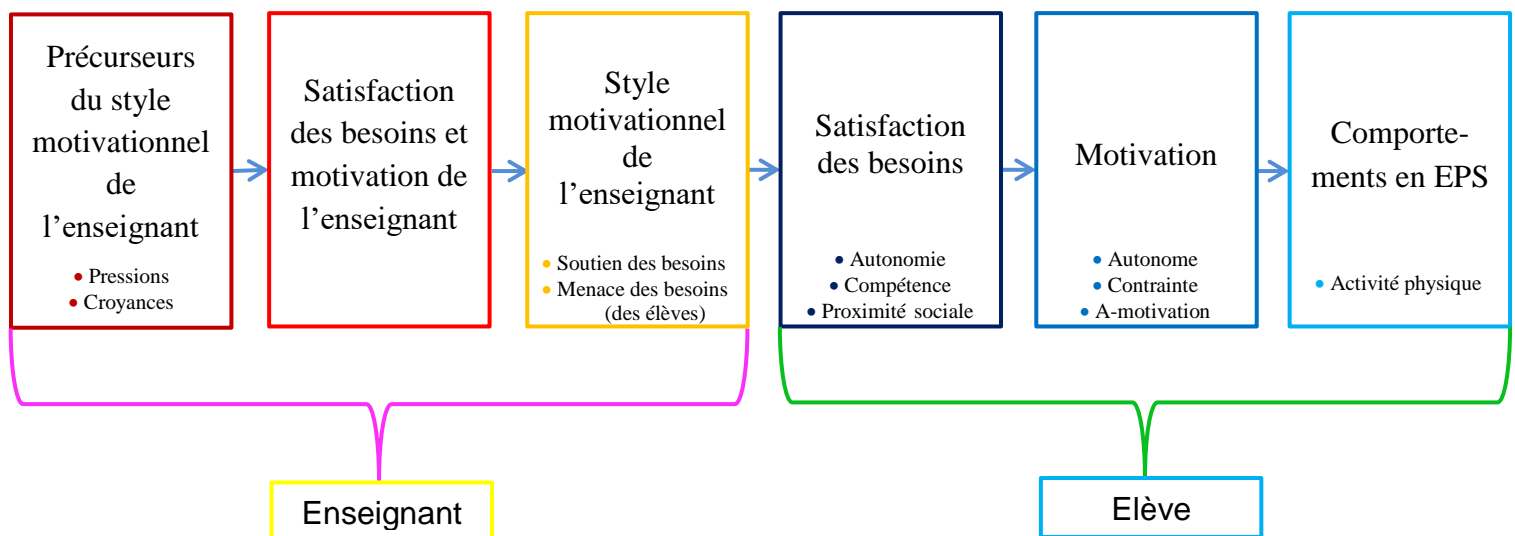 Précurseurs
du style
motivationnel
de
l’enseignant
● Pressions
● Croyances
Satisfaction
des besoins et
motivation de
l’enseignant
Style
motivationnel
de
l’enseignant
● Soutien des besoins
● Menace des besoins
(des élèves)
Satisfaction
des besoins
● Autonomie
● Compétence
● Proximité sociale
Motivation
● Autonome
● Contrainte
● A-motivation
Comporte-
ments en EPS
● Activité physique
Enseignant
Elève